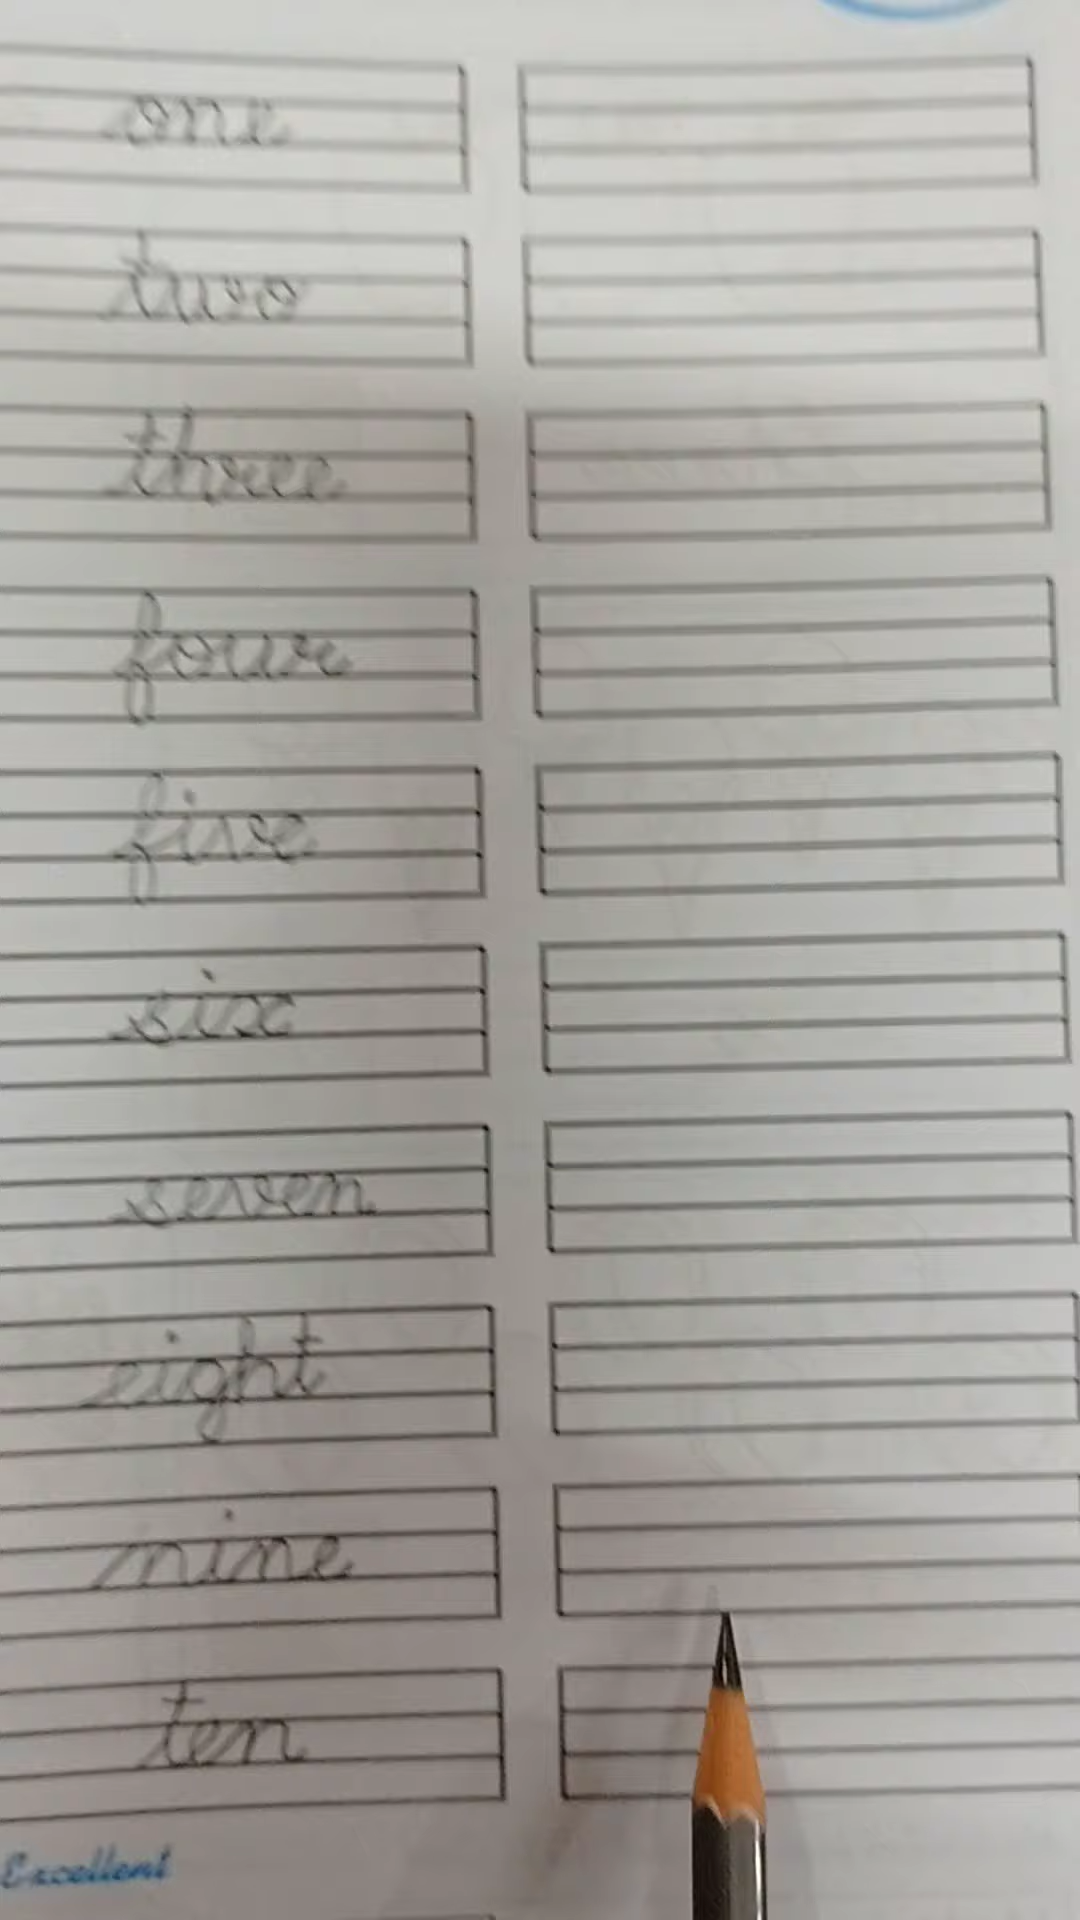 one
two
three
four
five
six
seven
eight
nine
ten
Excellent